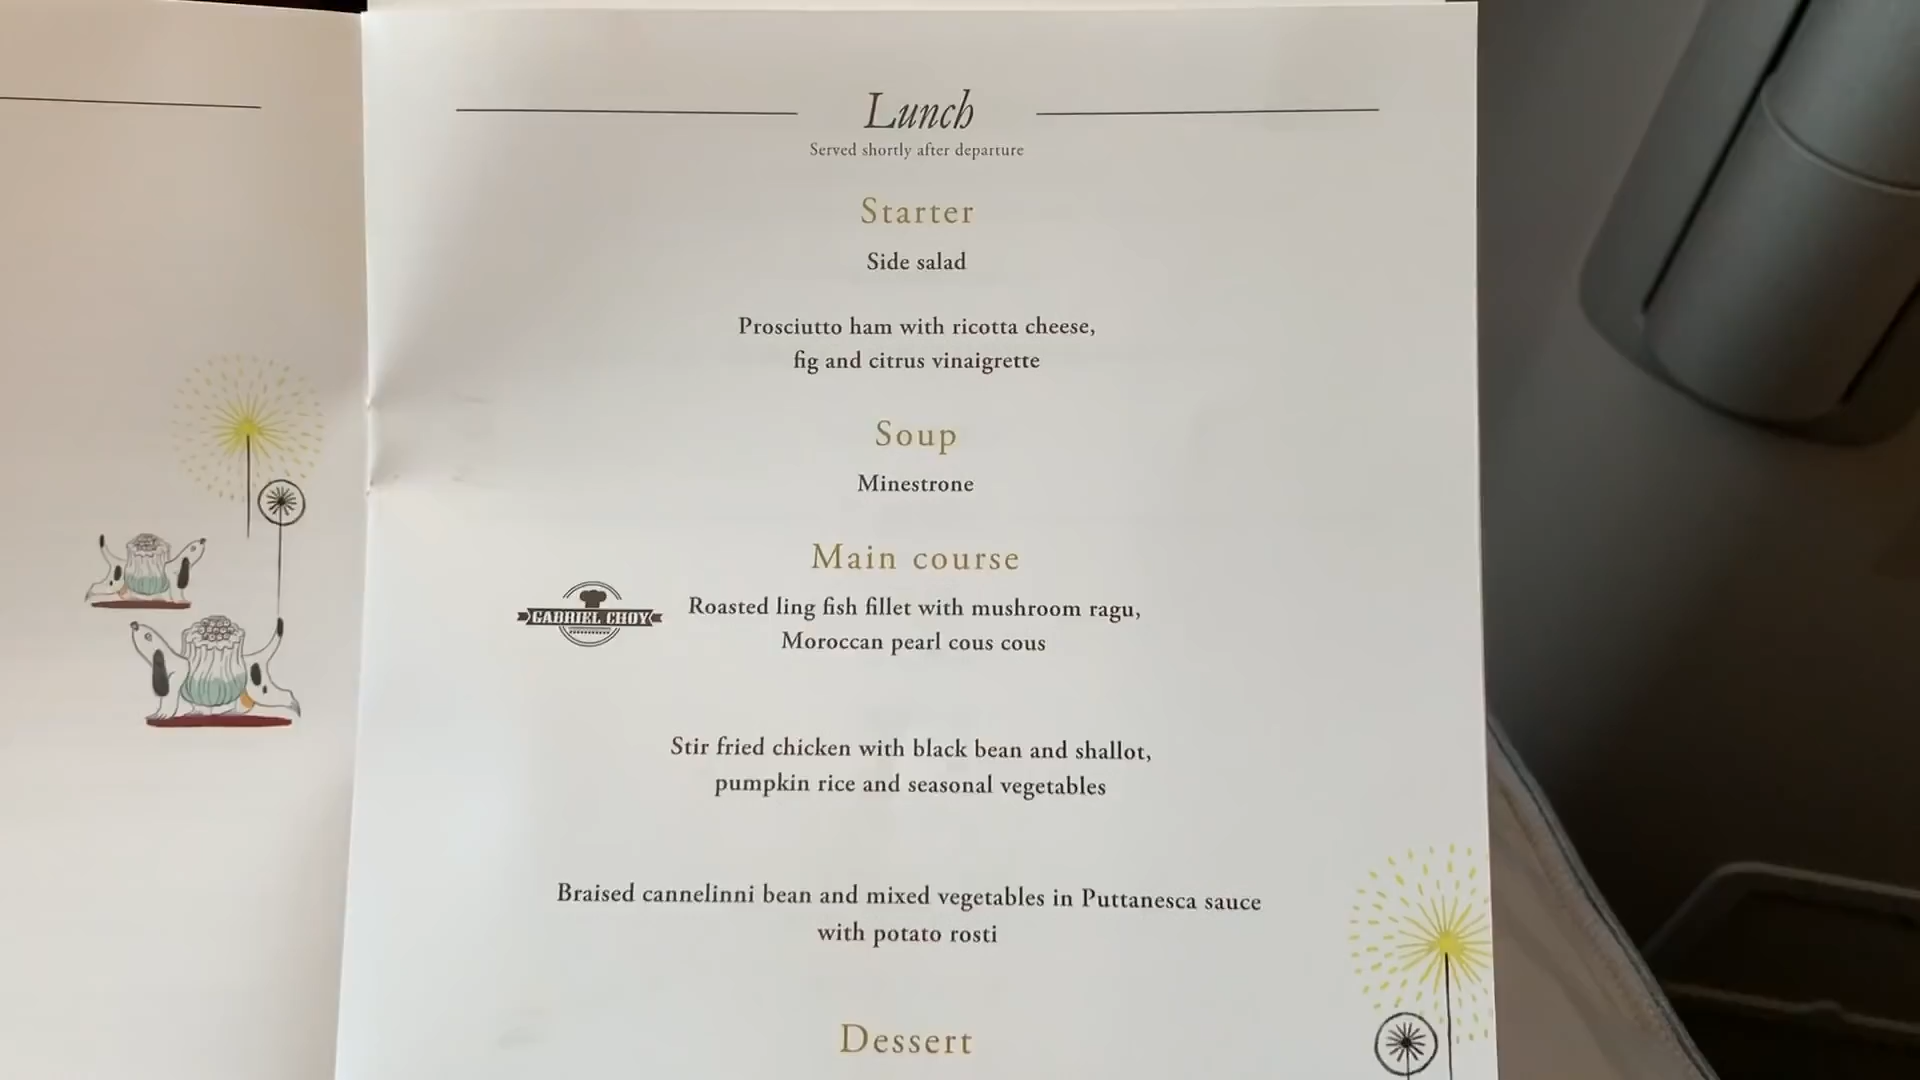 Lunch
Served shortly after departure
Starter
Side salad
Prosciutto ham with ricotta cheese,
fig and citrus vinaigrette
Soup
Minestrone
Main course
GABRIEL CHOY
Roasted ling fish fillet with mushroom ragu,
Moroccan pearl cous cous
Stir fried chicken with black bean and shallot,
pumpkin rice and seasonal vegetables
Braised cannelinni bean and mixed vegetables in Puttanesca sauce
with potato rosti
Dessert